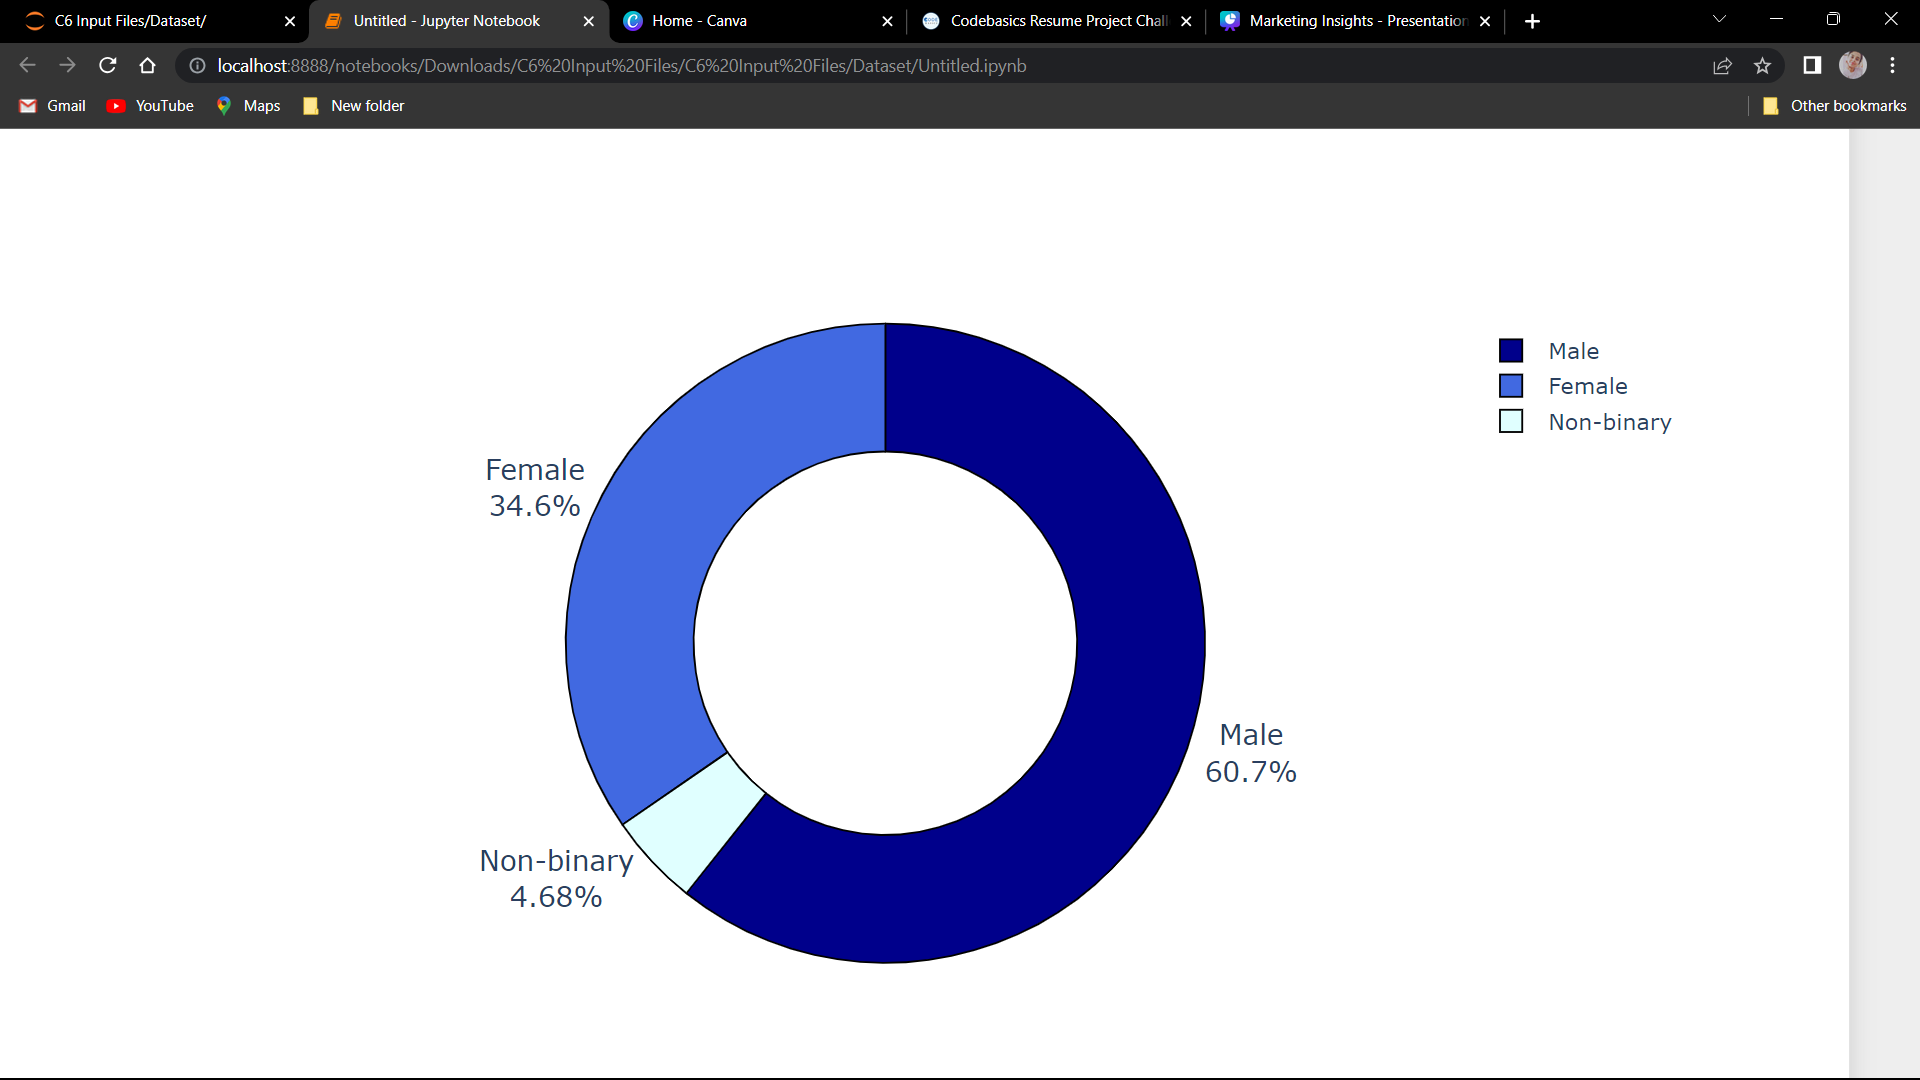 C6 Input Files/Dataset/
Untitled - Jupyter Notebook
Home - Canva
Codebasics Resume Project Chall
Marketing Insights - Presentation
localhost:8888/notebooks/Downloads/C6%20Input%20Files/C6%20Input%20Files/Dataset/Untitled.ipynb
Gmail
YouTube
Maps
New folder
Other bookmarks
Male
Female
Non-binary
Female
34.6%
Male
60.7%
Non-binary
4.68%